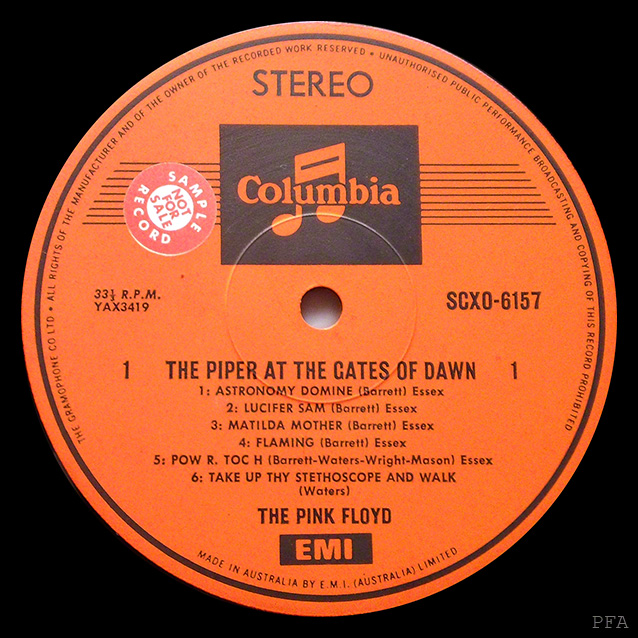 THE GRAMOPHONE CO LTD • ALL RIGHTS OF THE MANUFACTURER AND OF THE OWNER OF THE RECORDED WORK RESERVED • UNAUTHORISED PUBLIC PERFORMANCE BROADCASTING AND COPYING OF THIS RECORD PROHIBITED
STEREO
Columbia
SAMPLE
NOT
FOR
SALE
RECORD
33⅓ R.P.M.
YAX3419
SCXO-6157
1 THE PIPER AT THE GATES OF DAWN 1
1: ASTRONOMY DOMINE (Barrett) Essex
2: LUCIFER SAM (Barrett) Essex
3: MATILDA MOTHER (Barrett) Essex
4: FLAMING (Barrett) Essex
5: POW R. TOC H (Barrett-Waters-Wright-Mason) Essex
6: TAKE UP THY STETHOSCOPE AND WALK
(Waters)
THE PINK FLOYD
EMI
MADE IN AUSTRALIA BY E.M.I. (AUSTRALIA) LIMITED
PFA